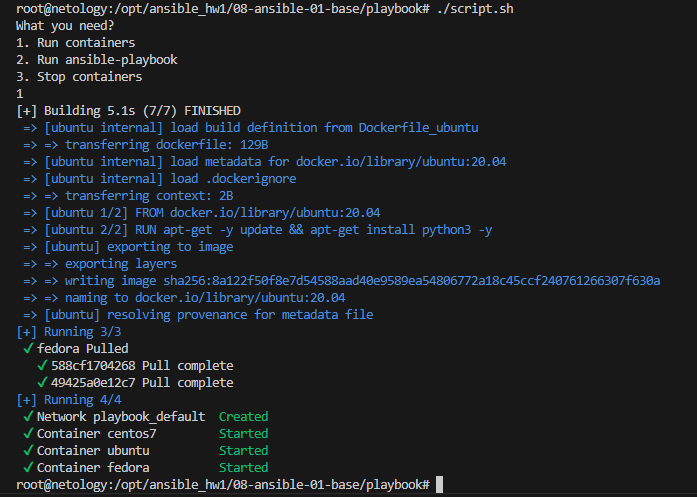 root@netology:/opt/ansible_hw1/08-ansible-01-base/playbook# ./script.sh
What you need?
1. Run containers
2. Run ansible-playbook
3. Stop containers
1
[+] Building 5.1s (7/7) FINISHED
=> [ubuntu internal] load build definition from Dockerfile_ubuntu
=> => transferring dockerfile: 129B
=> [ubuntu internal] load metadata for docker.io/library/ubuntu:20.04
=> [ubuntu internal] load .dockerignore
=> => transferring context: 2B
=> [ubuntu 1/2] FROM docker.io/library/ubuntu:20.04
=> [ubuntu 2/2] RUN apt-get -y update && apt-get install python3 -y
=> [ubuntu] exporting to image
=> => exporting layers
=> => writing image sha256:8a122f50f8e7d54588aad40e9589ea54806772a18c45ccf240761266307f630a
=> => naming to docker.io/library/ubuntu:20.04
=> [ubuntu] resolving provenance for metadata file
[+] Running 3/3
✔ fedora Pulled
✔ 588cf1704268 Pull complete
✔ 49425a0e12c7 Pull complete
[+] Running 4/4
✔ Network playbook_default Created
✔ Container centos7 Started
✔ Container ubuntu Started
✔ Container fedora Started
root@netology:/opt/ansible_hw1/08-ansible-01-base/playbook#